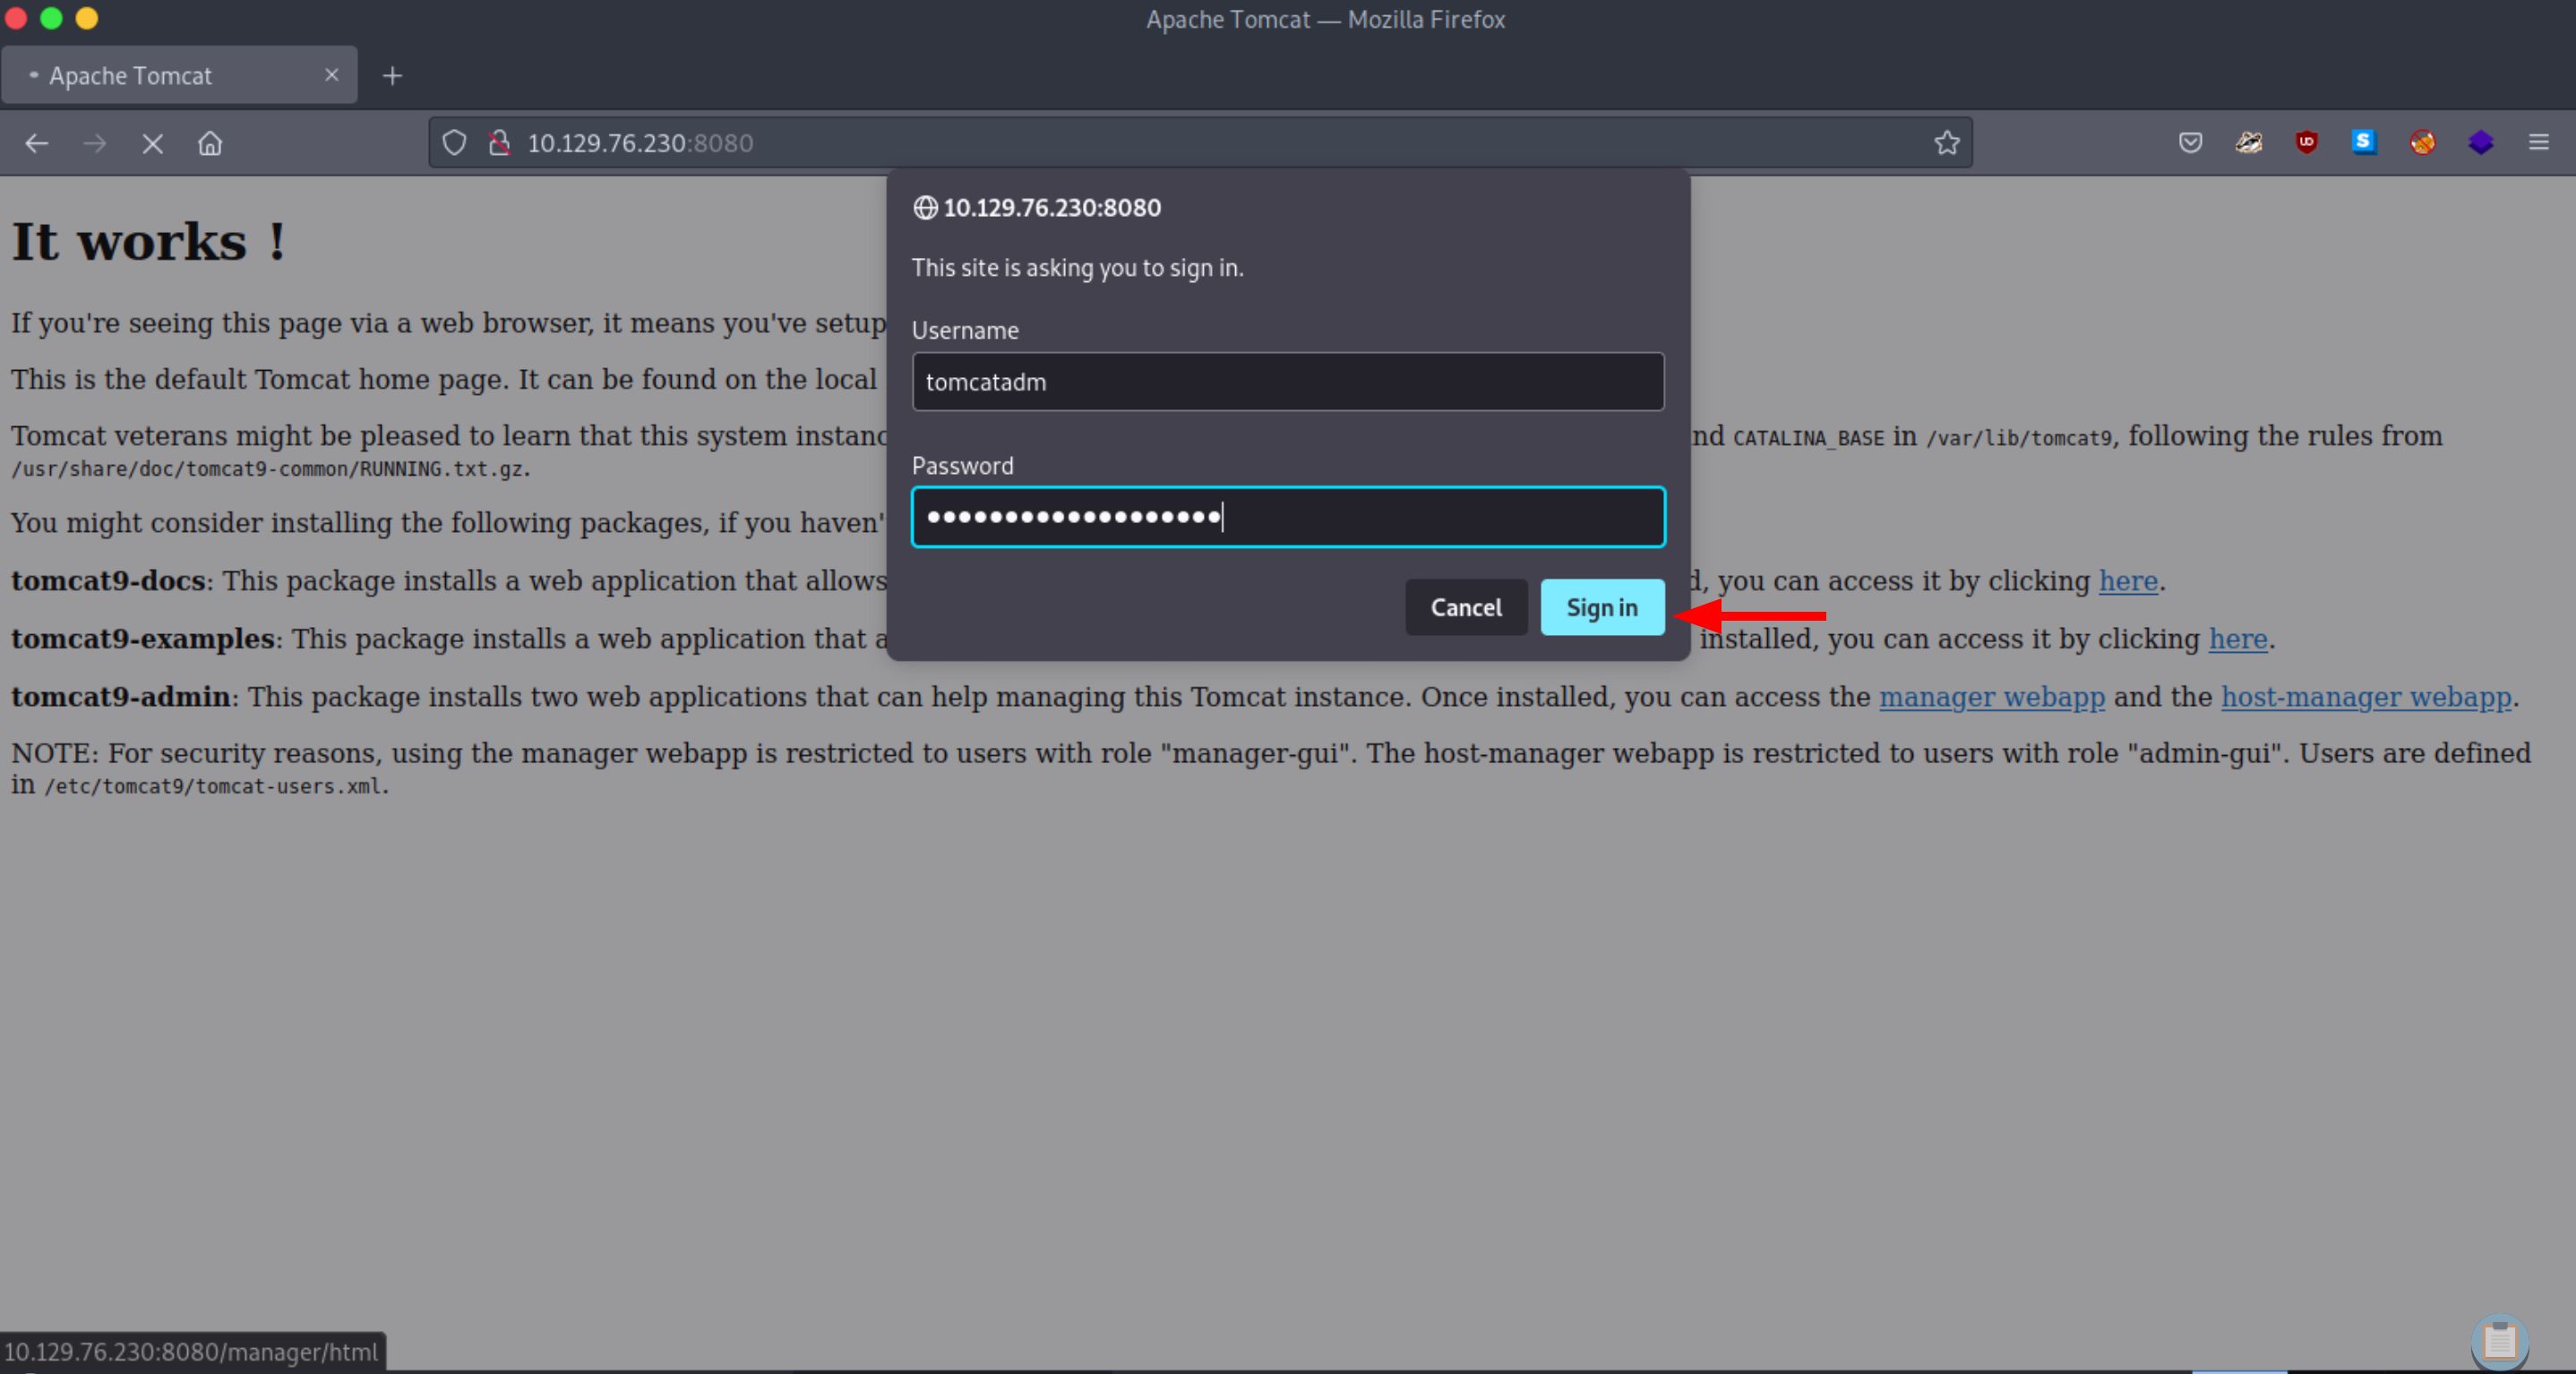 Apache Tomcat — Mozilla Firefox
Apache Tomcat
10.129.76.230:8080
10.129.76.230:8080
This site is asking you to sign in.
Username
tomcatadm
Password
Cancel
Sign in
It works !
If you're seeing this page via a web browser, it means you've setup
This is the default Tomcat home page. It can be found on the local
Tomcat veterans might be pleased to learn that this system instanc nd CATALINA_BASE in /var/lib/tomcat9, following the rules from
/usr/share/doc/tomcat9-common/RUNNING.txt.gz.
You might consider installing the following packages, if you haven'
tomcat9-docs: This package installs a web application that allows d, you can access it by clicking here.
tomcat9-examples: This package installs a web application that a installed, you can access it by clicking here.
tomcat9-admin: This package installs two web applications that can help managing this Tomcat instance. Once installed, you can access the manager webapp and the host-manager webapp.
NOTE: For security reasons, using the manager webapp is restricted to users with role "manager-gui". The host-manager webapp is restricted to users with role "admin-gui". Users are defined
in /etc/tomcat9/tomcat-users.xml.
10.129.76.230:8080/manager/html